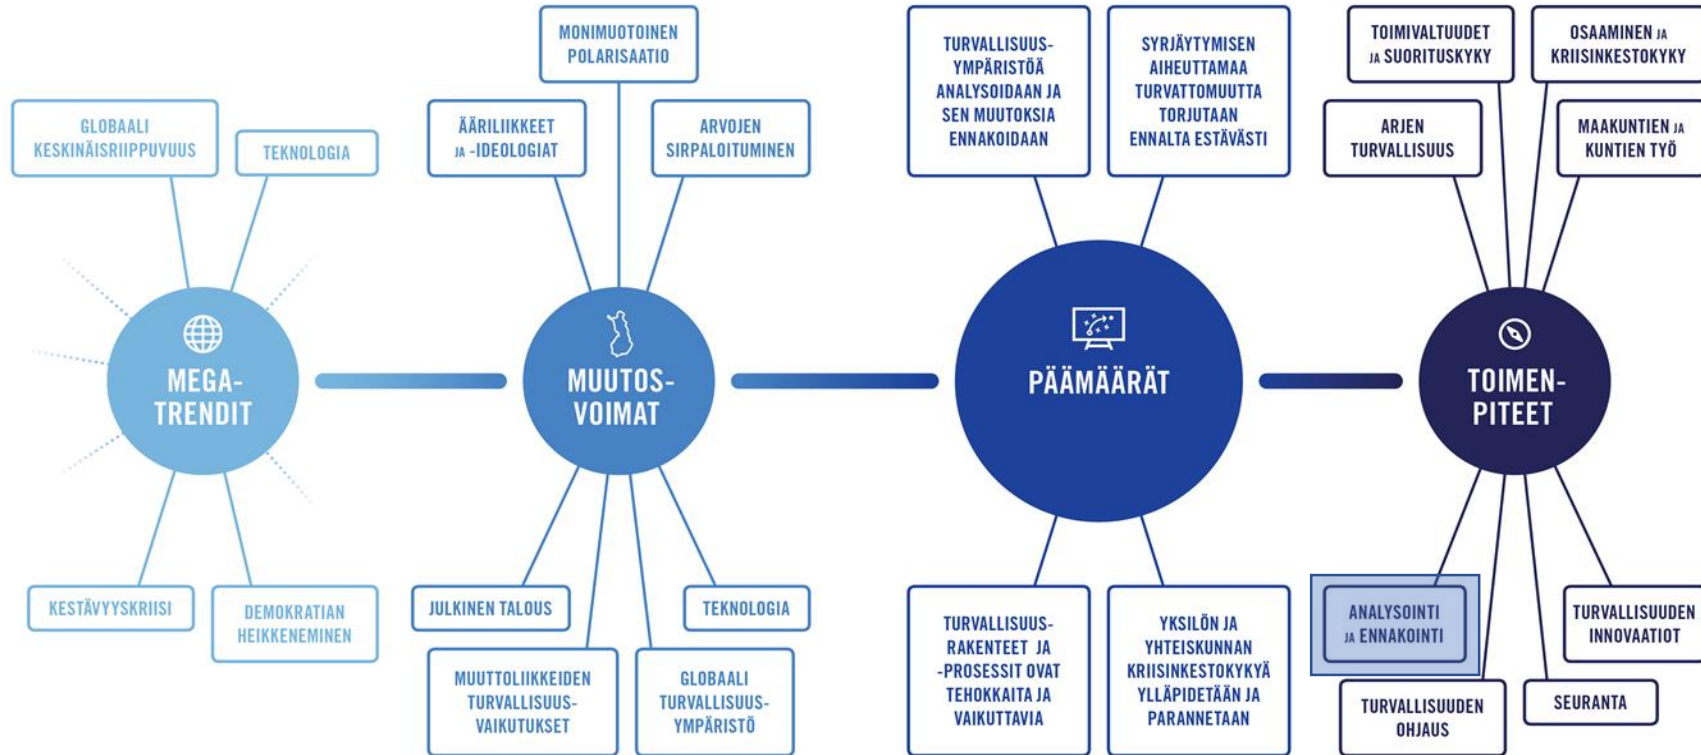 GLOBAALI
KESKINÄISRIIPPUVUUS
TEKNOLOGIA
MEGA-
TRENDIT
KESTÄVYYSKRIISI
DEMOKRATIAN
HEIKKENEMINEN
MONIMUOTOINEN
POLARISAATIO
ÄÄRILIIKKEET
JA -IDEOLOGIAT
ARVOJEN
SIRPALOITUMINEN
MUUTOS-
VOIMAT
JULKINEN TALOUS
TEKNOLOGIA
MUUTTOLIIKKEIDEN
TURVALLISUUS-
VAIKUTUKSET
GLOBAALI
TURVALLISUUS-
YMPÄRISTÖ
TURVALLISUUS-
YMPÄRISTÖÄ
ANALYSOIDAAN JA
SEN MUUTOKSIA
ENNAKOIDAAN
SYRJÄYTYMISEN
AIHEUTTAMAA
TURVATTOMUUTTA
TORJUTAAN
ENNALTA ESTÄVÄSTI
PÄÄMÄÄRÄT
TURVALLISUUS-
RAKENTEET JA
-PROSESSIT OVAT
TEHOKKAITA JA
VAIKUTTAVIA
YKSILÖN JA
YHTEISKUNNAN
KRIISINKESTOKYKYÄ
YLLÄPIDETÄÄN JA
PARANNETAAN
TOIMIVALTUUDET
JA SUORITUSKYKY
OSAAMINEN JA
KRIISINKESTOKYKY
ARJEN
TURVALLISUUS
MAAKUNTIEN JA
KUNTIEN TYÖ
TOIMEN-
PITEET
ANALYSOINTI
JA ENNAKOINTI
TURVALLISUUDEN
INNOVAATIOT
TURVALLISUUDEN
OHJAUS
SEURANTA